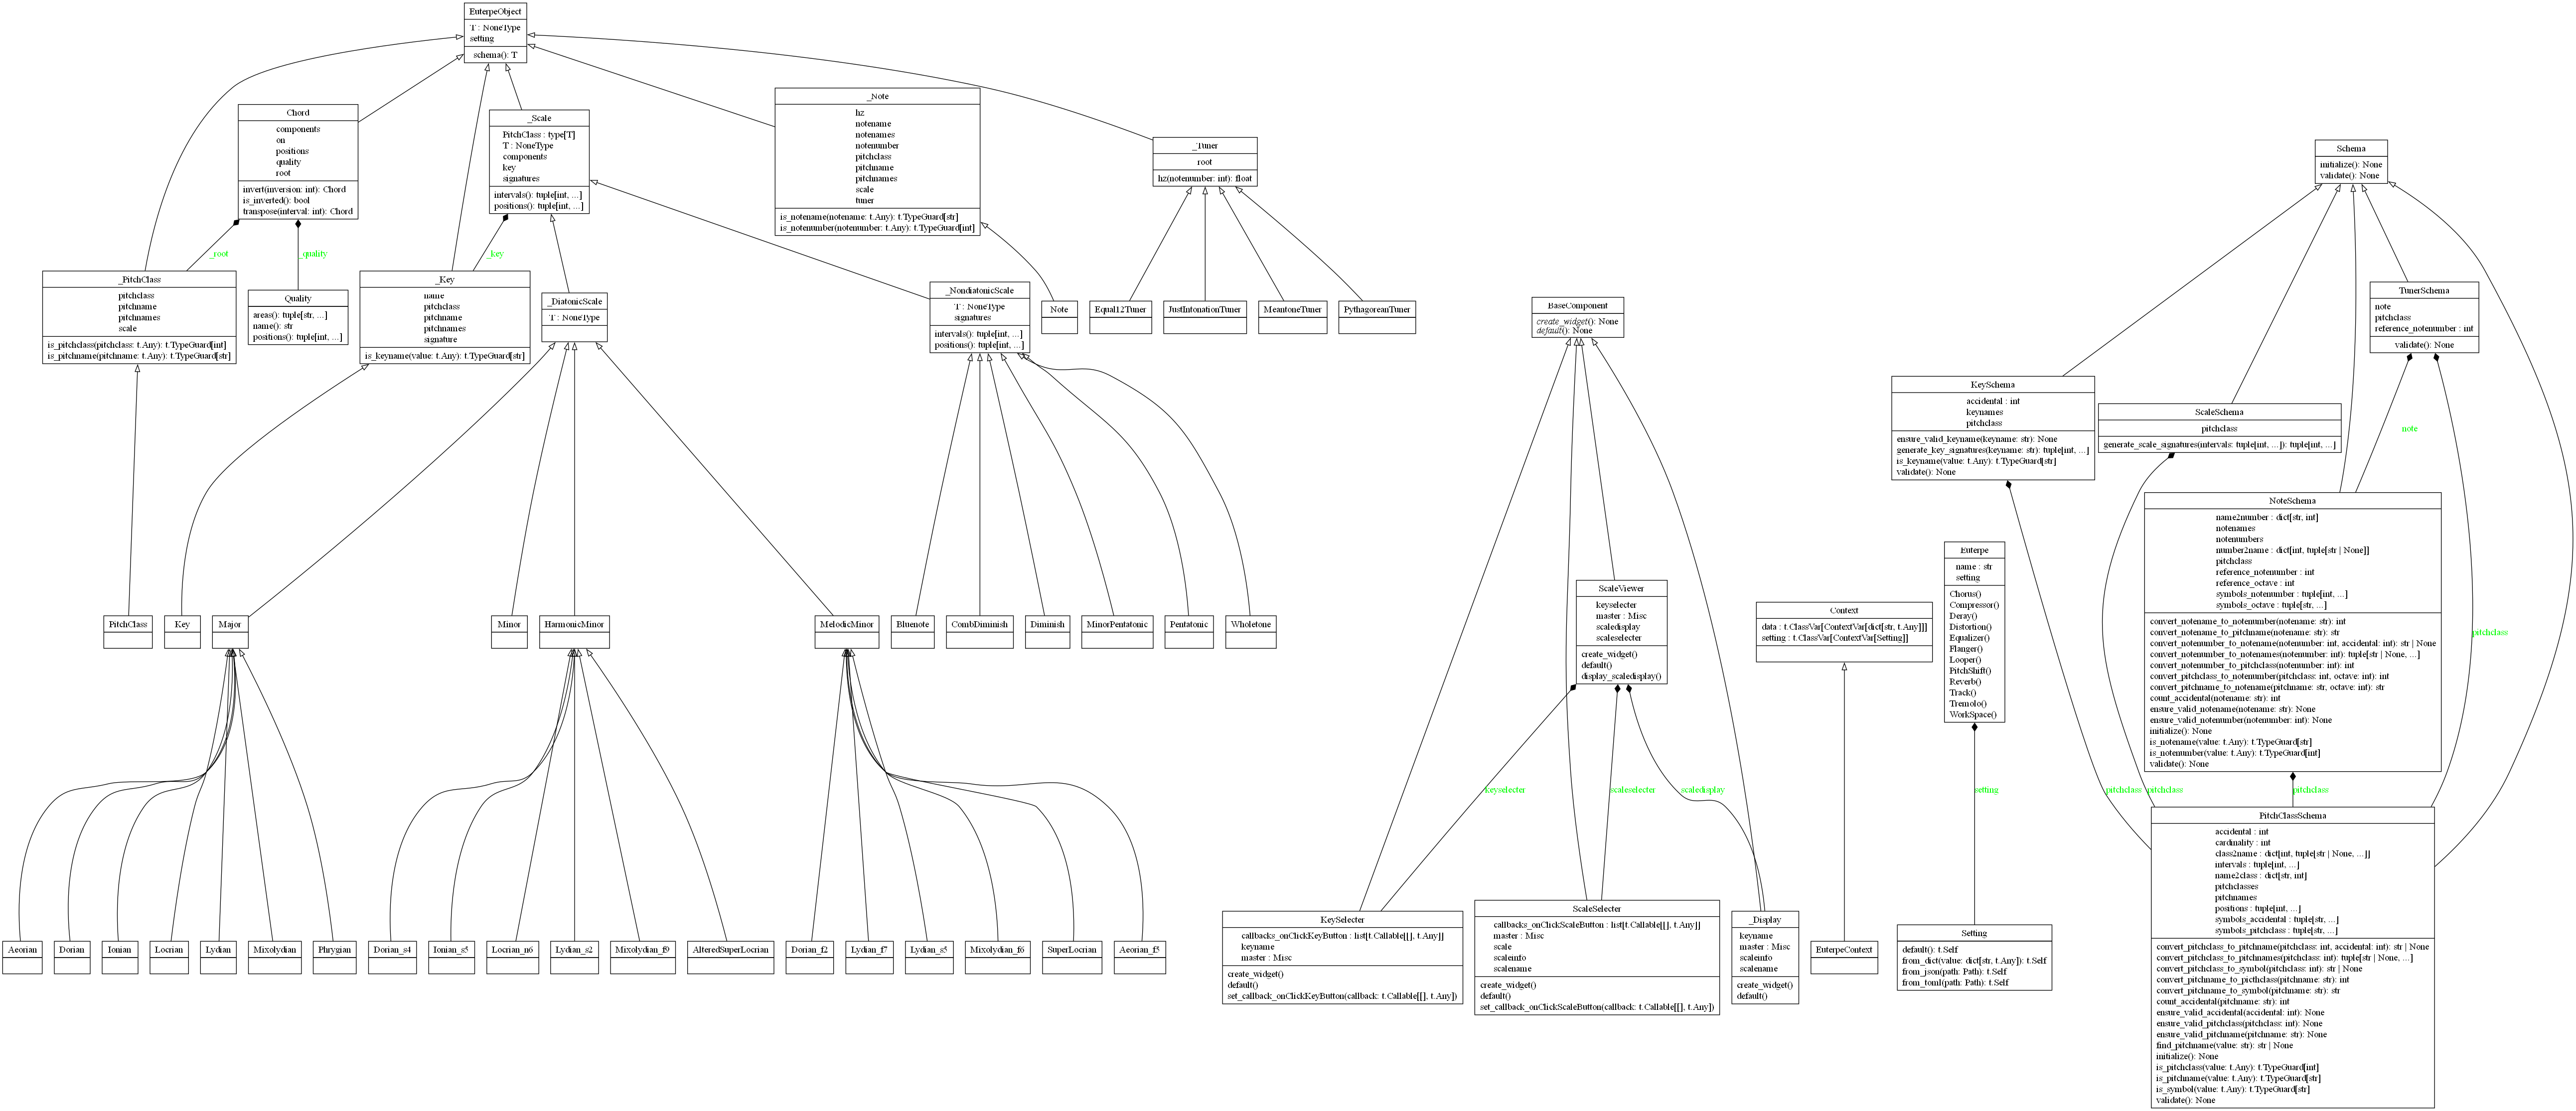 EuterpeObject
T : NoneType
setting
schema(): T
Chord
components
on
positions
quality
root
invert(inversion: int): Chord
is_inverted(): bool
transpose(interval: int): Chord
_Scale
PitchClass : type[T]
T : NoneType
components
key
signatures
intervals(): tuple[int, ...]
positions(): tuple[int, ...]
_Note
hz
notename
notenames
notenumber
pitchclass
pitchname
pitchnames
scale
tuner
is_notename(notename: t.Any): t.TypeGuard[str]
is_notenumber(notenumber: t.Any): t.TypeGuard[int]
_Tuner
root
hz(notenumber: int): float
Schema
initialize(): None
validate(): None
_root
_quality
_key
_PitchClass
pitchclass
pitchname
pitchnames
scale
is_pitchclass(pitchclass: t.Any): t.TypeGuard[int]
is_pitchname(pitchname: t.Any): t.TypeGuard[str]
Quality
areas(): tuple[str, ...]
name(): str
positions(): tuple[int, ...]
_Key
name
pitchclass
pitchname
pitchnames
signature
is_keyname(value: t.Any): t.TypeGuard[str]
_DiatonicScale
T : NoneType
_NondiatonicScale
T : NoneType
signatures
intervals(): tuple[int, ...]
positions(): tuple[int, ...]
Note
Equal12Tuner
JustIntonationTuner
MeantoneTuner
PythagoreanTuner
BaseComponent
create_widget(): None
default(): None
TunerSchema
note
pitchclass
reference_notenumber : int
validate(): None
KeySchema
accidental : int
keynames
pitchclass
ensure_valid_keyname(keyname: str): None
generate_key_signatures(keyname: str): tuple[int, ...]
is_keyname(value: t.Any): t.TypeGuard[str]
validate(): None
ScaleSchema
pitchclass
generate_scale_signatures(intervals: tuple[int, ...]): tuple[int, ...]
note
NoteSchema
name2number : dict[str, int]
notenames
notenumbers
number2name : dict[int, tuple[str | None]]
pitchclass
reference_notenumber : int
reference_octave : int
symbols_notenumber : tuple[int, ...]
symbols_octave : tuple[str, ...]
convert_notename_to_notenumber(notename: str): int
convert_notename_to_pitchname(notename: str): str
convert_notenumber_to_notename(notenumber: int, accidental: int): str | None
convert_notenumber_to_notenames(notenumber: int): tuple[str | None, ...]
convert_notenumber_to_pitchclass(notenumber: int): int
convert_pitchclass_to_notenumber(pitchclass: int, octave: int): int
convert_pitchname_to_notename(pitchname: str, octave: int): str
count_accidental(notename: str): int
ensure_valid_notename(notename: str): None
ensure_valid_notenumber(notenumber: int): None
initialize(): None
is_notename(value: t.Any): t.TypeGuard[str]
is_notenumber(value: t.Any): t.TypeGuard[int]
validate(): None
pitchclass
PitchClass
Key
Major
Minor
HarmonicMinor
MelodicMinor
Bluenote
CombDiminish
Diminish
MinorPentatonic
Pentatonic
Wholetone
ScaleViewer
keyselecter
master : Misc
scaledisplay
scaleselecter
create_widget()
default()
display_scaledisplay()
Context
data : t.ClassVar[ContextVar[dict[str, t.Any]]]
setting : t.ClassVar[ContextVar[Setting]]
Euterpe
name : str
setting
Chorus()
Compressor()
Deray()
Distortion()
Equalizer()
Flanger()
Looper()
PitchShift()
Reverb()
Track()
Tremolo()
WorkSpace()
keyselecter
scaleselecter
scaledisplay
setting
pitchclass
pitchclass
pitchclass
Aeorian
Dorian
Ionian
Locrian
Lydian
Mixolydian
Phrygian
Dorian_s4
Ionian_s5
Locrian_n6
Lydian_s2
Mixolydian_f9
AlteredSuperLocrian
Dorian_f2
Lydian_f7
Lydian_s5
Mixolydian_f6
SuperLocrian
Aeorian_f5
KeySelecter
callbacks_onClickKeyButton : list[t.Callable[[], t.Any]]
keyname
master : Misc
create_widget()
default()
set_callback_onClickKeyButton(callback: t.Callable[[], t.Any])
ScaleSelecter
callbacks_onClickScaleButton : list[t.Callable[[], t.Any]]
master : Misc
scale
scaleinfo
scalename
create_widget()
default()
set_callback_onClickScaleButton(callback: t.Callable[[], t.Any])
_Display
keyname
master : Misc
scaleinfo
scalename
create_widget()
default()
EuterpeContext
Setting
default(): t.Self
from_dict(value: dict[str, t.Any]): t.Self
from_json(path: Path): t.Self
from_toml(path: Path): t.Self
PitchClassSchema
accidental : int
cardinality : int
class2name : dict[int, tuple[str | None, ...]]
intervals : tuple[int, ...]
name2class : dict[str, int]
pitchclasses
pitchnames
positions : tuple[int, ...]
symbols_accidental : tuple[str, ...]
symbols_pitchclass : tuple[str, ...]
convert_pitchclass_to_pitchname(pitchclass: int, accidental: int): str | None
convert_pitchclass_to_pitchnames(pitchclass: int): tuple[str | None, ...]
convert_pitchclass_to_symbol(pitchclass: int): str | None
convert_pitchname_to_picthclass(pitchname: str): int
convert_pitchname_to_symbol(pitchname: str): str
count_accidental(pitchname: str): int
ensure_valid_accidental(accidental: int): None
ensure_valid_pitchclass(pitchclass: int): None
ensure_valid_pitchname(pitchname: str): None
find_pitchname(value: str): str | None
initialize(): None
is_pitchclass(value: t.Any): t.TypeGuard[int]
is_pitchname(value: t.Any): t.TypeGuard[str]
is_symbol(value: t.Any): t.TypeGuard[str]
validate(): None